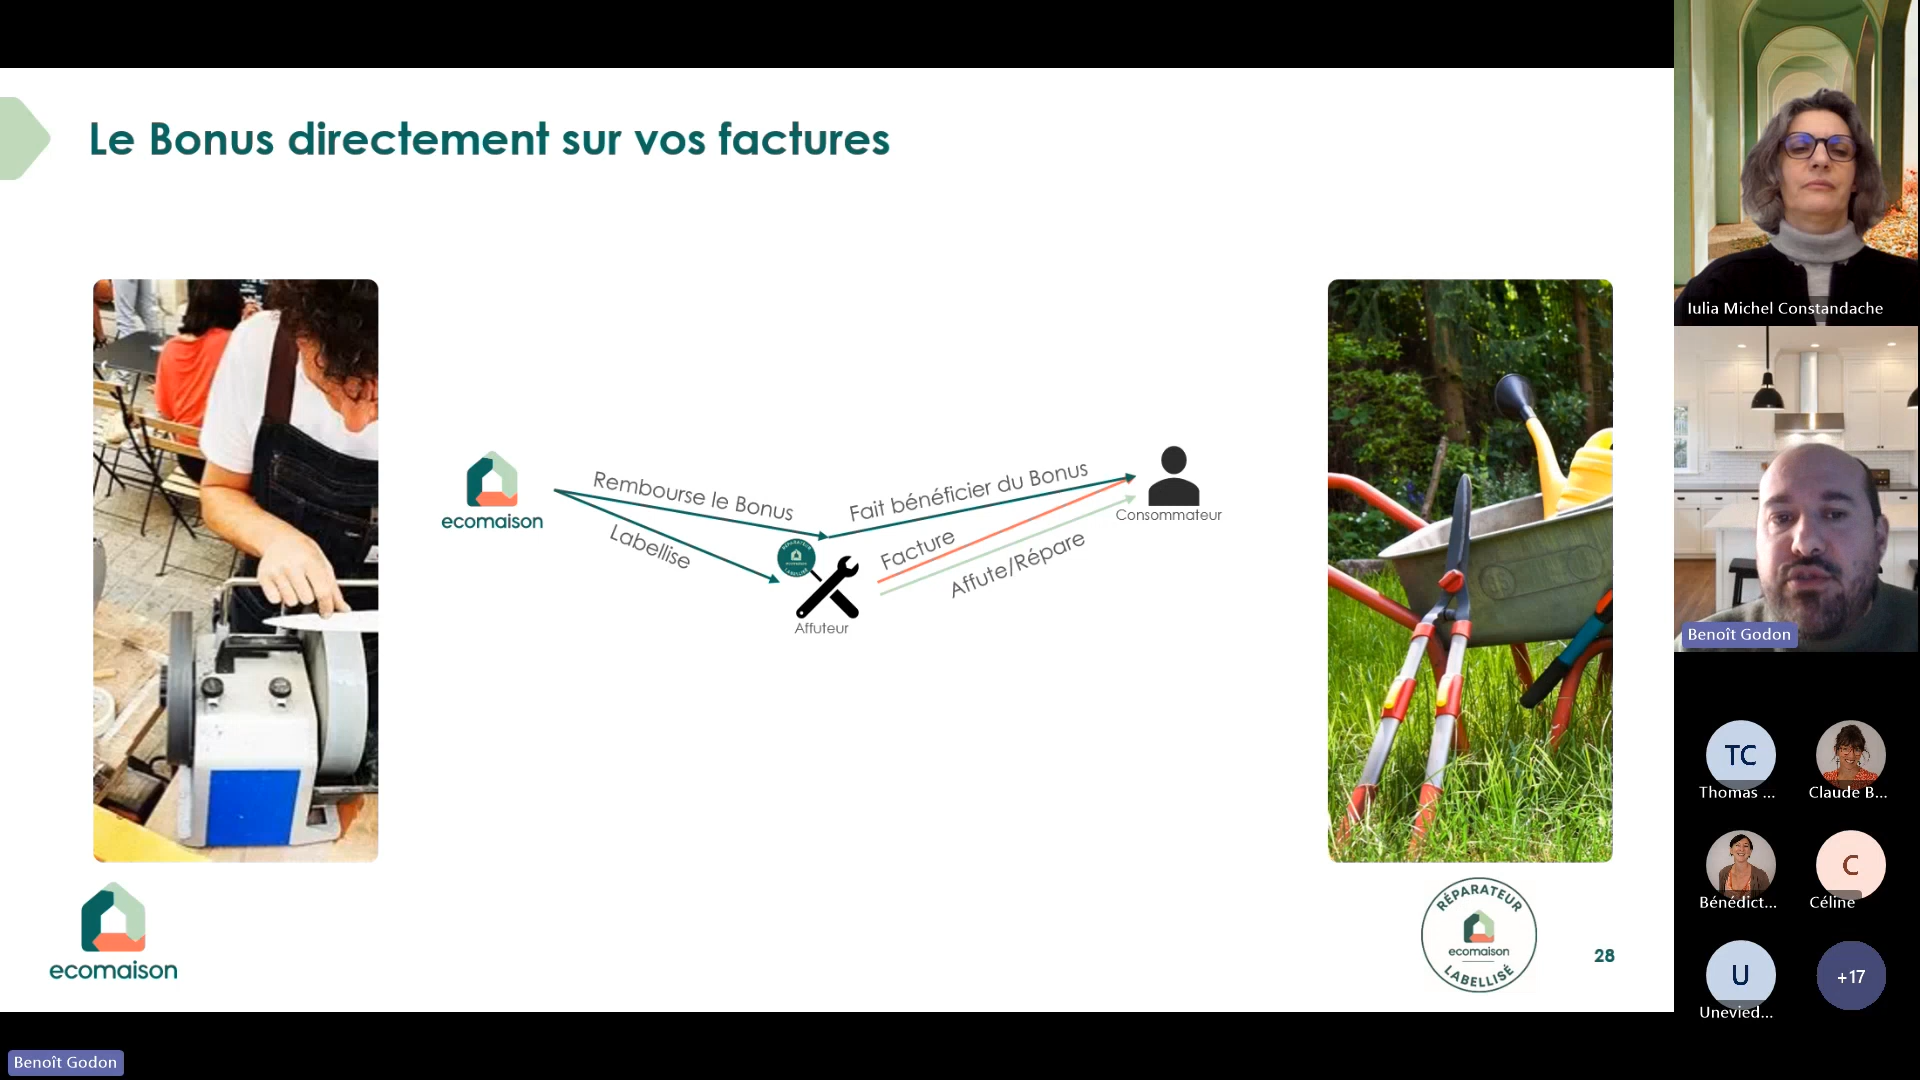 Le Bonus directement sur vos factures
ecomaison
Rembourse le Bonus
Labellise
RÉPARATEUR
LABELLISÉ
Affuteur
Fait bénéficier du Bonus
Facture
Affute/Répare
Consommateur
ecomaison
RÉPARATEUR
ecomaison
LABELLISÉ
28
Iulia Michel Constandache
Benoît Godon
TC
Thomas ...
Claude B...
Bénédict...
C
Céline
U
Unevied...
+17
Benoît Godon